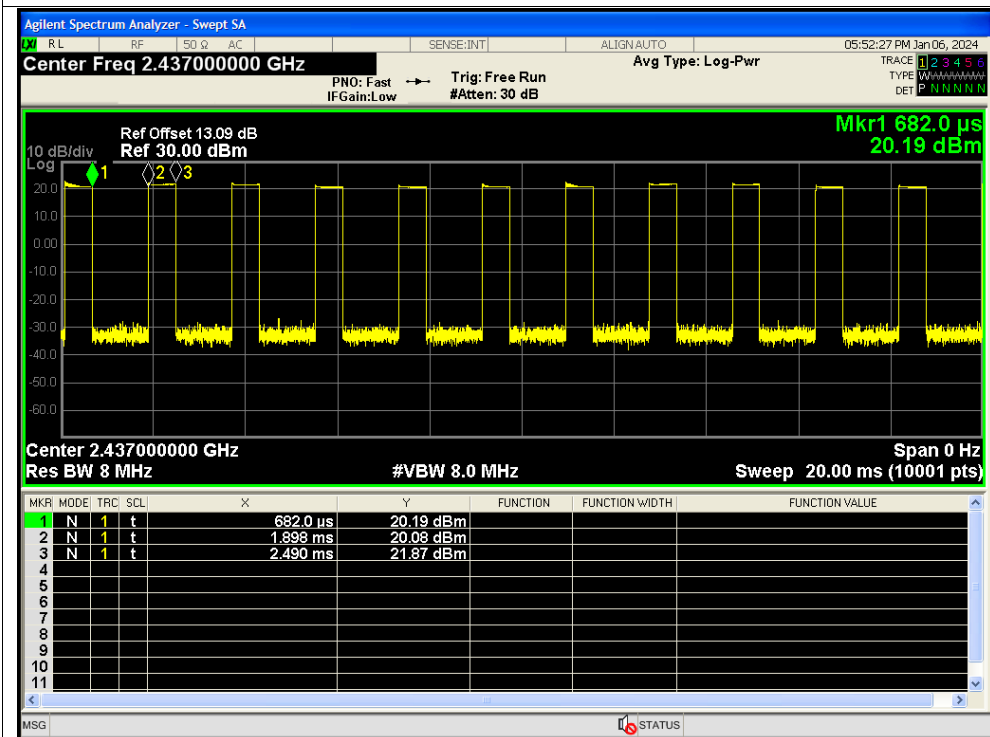 Agilent Spectrum Analyzer - Swept SA
LXI RL RF 50 Ω AC SENSE:INT ALIGNAUTO 05:52:27 PM Jan 06, 2024
Center Freq 2.437000000 GHz Avg Type: Log-Pwr TRACE 1 2 3 4 5 6
PNO: Fast Trig: Free Run TYPE WWWWWW
IFGain:Low #Atten: 30 dB DET P N N N N N
Mkr1 682.0 µs
Ref Offset 13.09 dB
10 dB/div Ref 30.00 dBm 20.19 dBm
Log
1 2 3
20.0
10.0
0.00
-10.0
-20.0
-30.0
-40.0
-50.0
-60.0
Center 2.437000000 GHz Span 0 Hz
Res BW 8 MHz #VBW 8.0 MHz Sweep 20.00 ms (10001 pts)
MKR MODE TRC SCL X Y FUNCTION FUNCTION WIDTH FUNCTION VALUE
1 N 1 t 682.0 µs 20.19 dBm
2 N 1 t 1.898 ms 20.08 dBm
3 N 1 t 2.490 ms 21.87 dBm
4
5
6
7
8
9
10
11
MSG STATUS